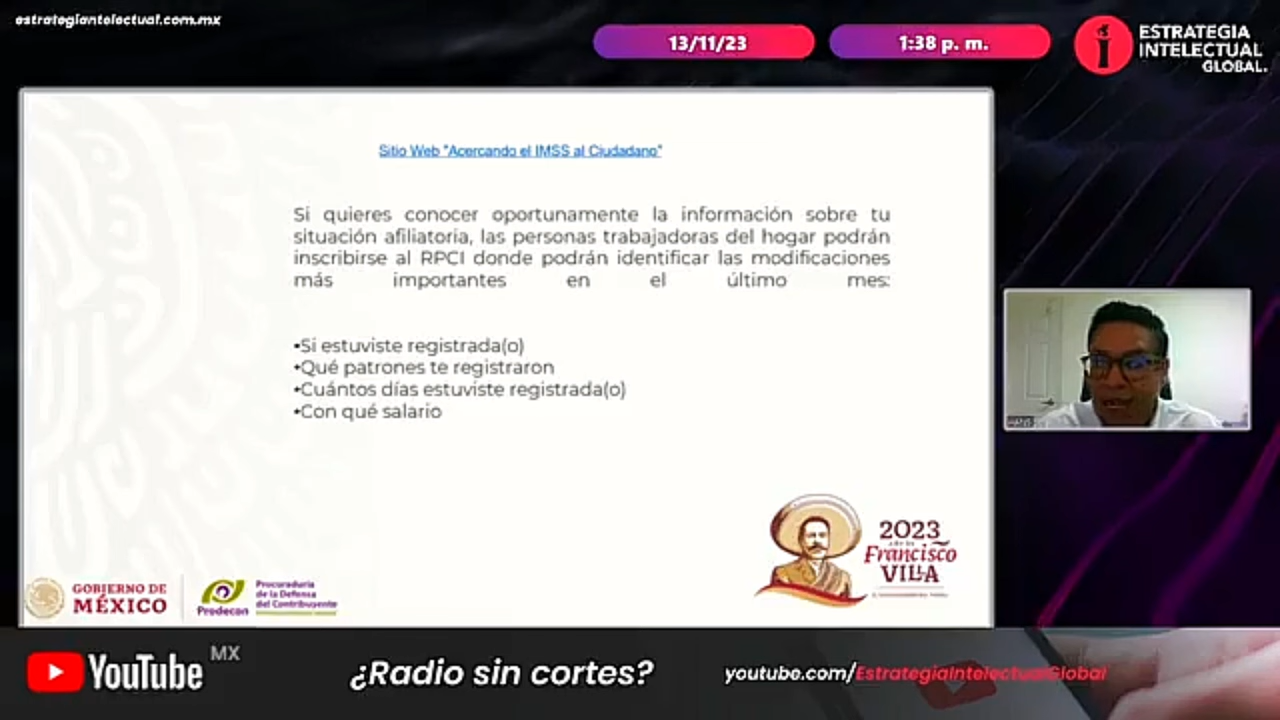 estrategiaintelectual.com.mx
13/11/23
1:38 p. m.
ESTRATEGIA
INTELECTUAL
GLOBAL.
Sitio Web "Acercando el IMSS al Ciudadano"
Si quieres conocer oportunamente la información sobre tu
situación afiliatoria, las personas trabajadoras del hogar podrán
inscribirse al RPCI donde podrán identificar las modificaciones
más importantes en el último mes:
•Si estuviste registrada(o)
•Qué patrones te registraron
•Cuántos días estuviste registrada(o)
•Con qué salario
2023
Francisco
VILLA
GOBIERNO DE
MÉXICO
Prodecon
Procuraduría
de la Defensa
del Contribuyente
YouTube MX
¿Radio sin cortes?
youtube.com/EstrategiaIntelectualGlobal